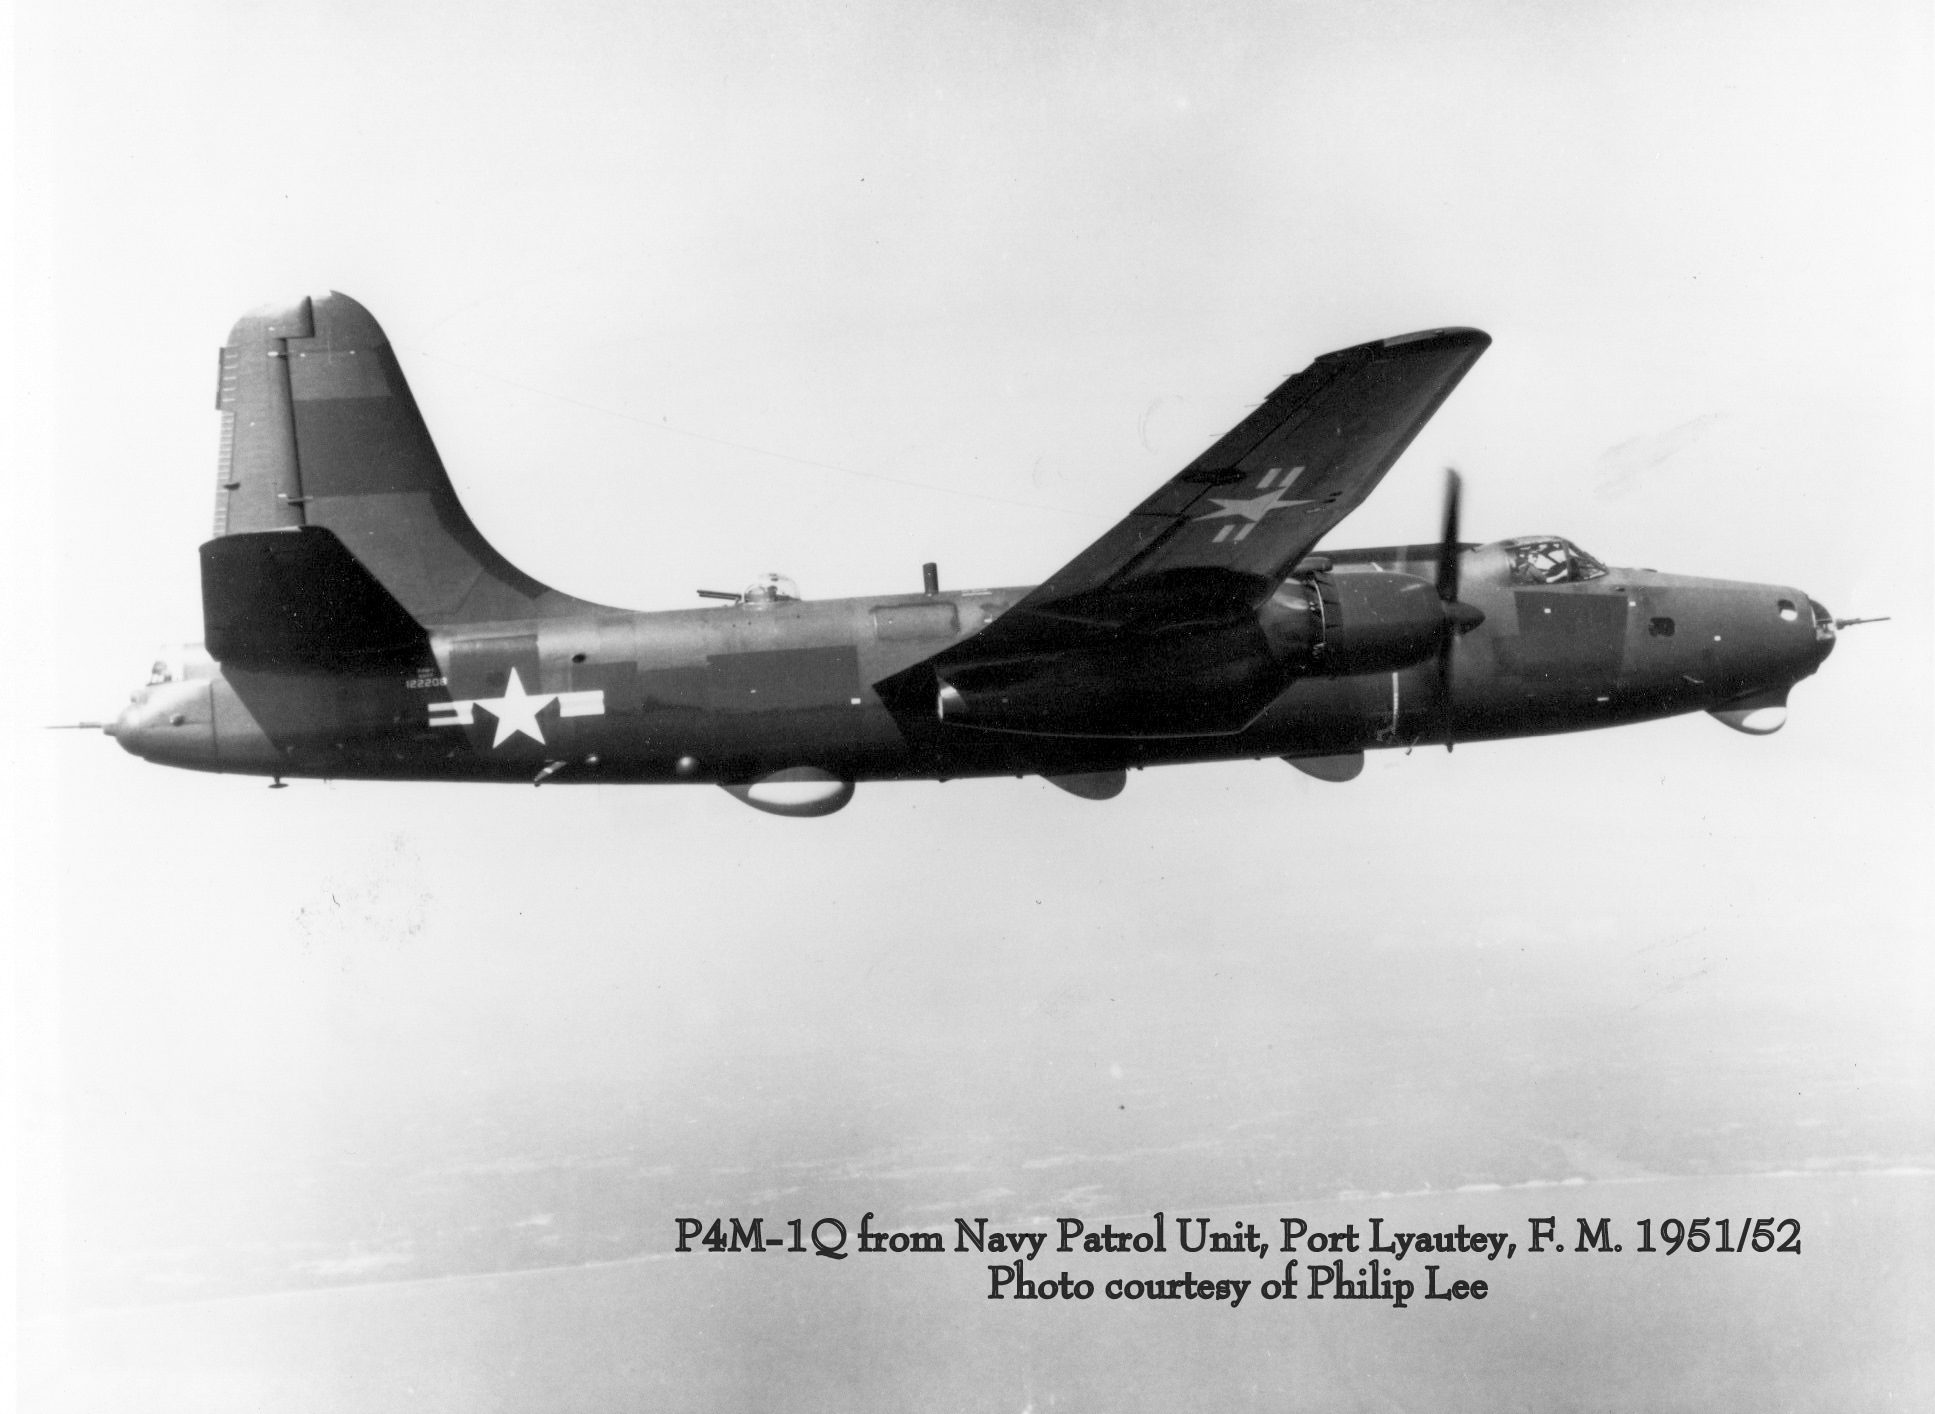 122208
P4M-1Q from Navy Patrol Unit, Port Lyautey, F. M. 1951/52
Photo courtesy of Philip Lee